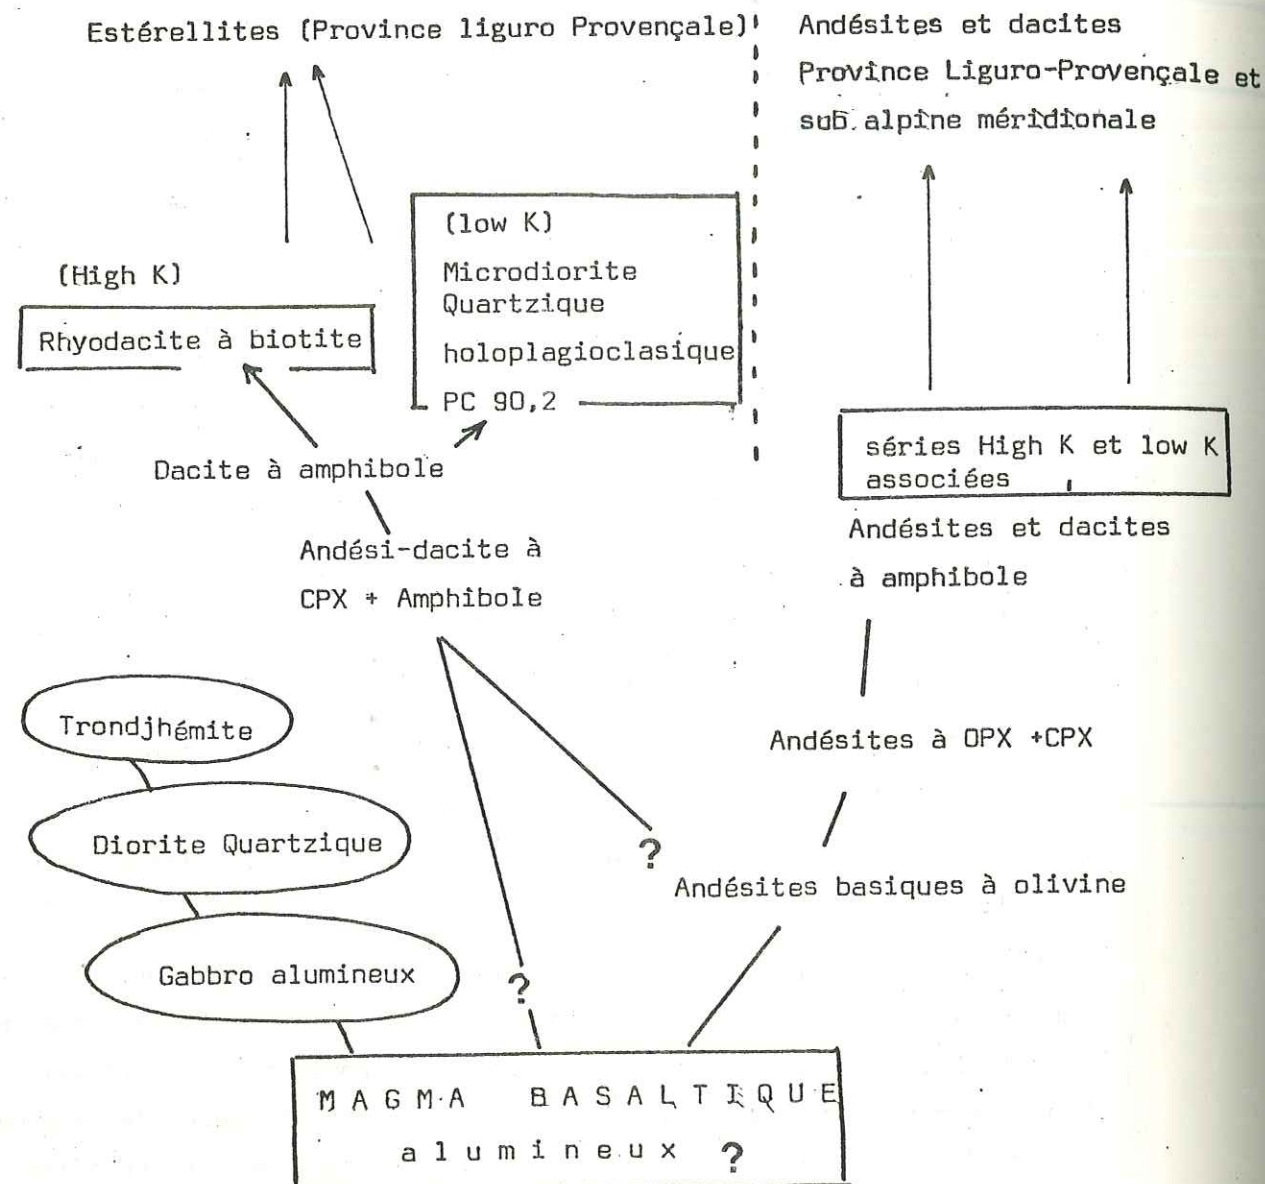 Estérellites (Province liguro Provençale)
Andésites et dacites
Province Liguro-Provençale et
sub.alpine méridionale
(low K)
Microdiorite
Quartzique
holoplagioclasique
PC 90,2
(High K)
Rhyodacite à biotite
Dacite à amphibole
Andési-dacite à
CPX + Amphibole
séries High K et low K
associées
Andésites et dacites
à amphibole
Andésites à OPX +CPX
?
Andésites basiques à olivine
Trondjhémite
Diorite Quartzique
Gabbro alumineux
?
MAGMA BASALTIQUE
alumineux ?